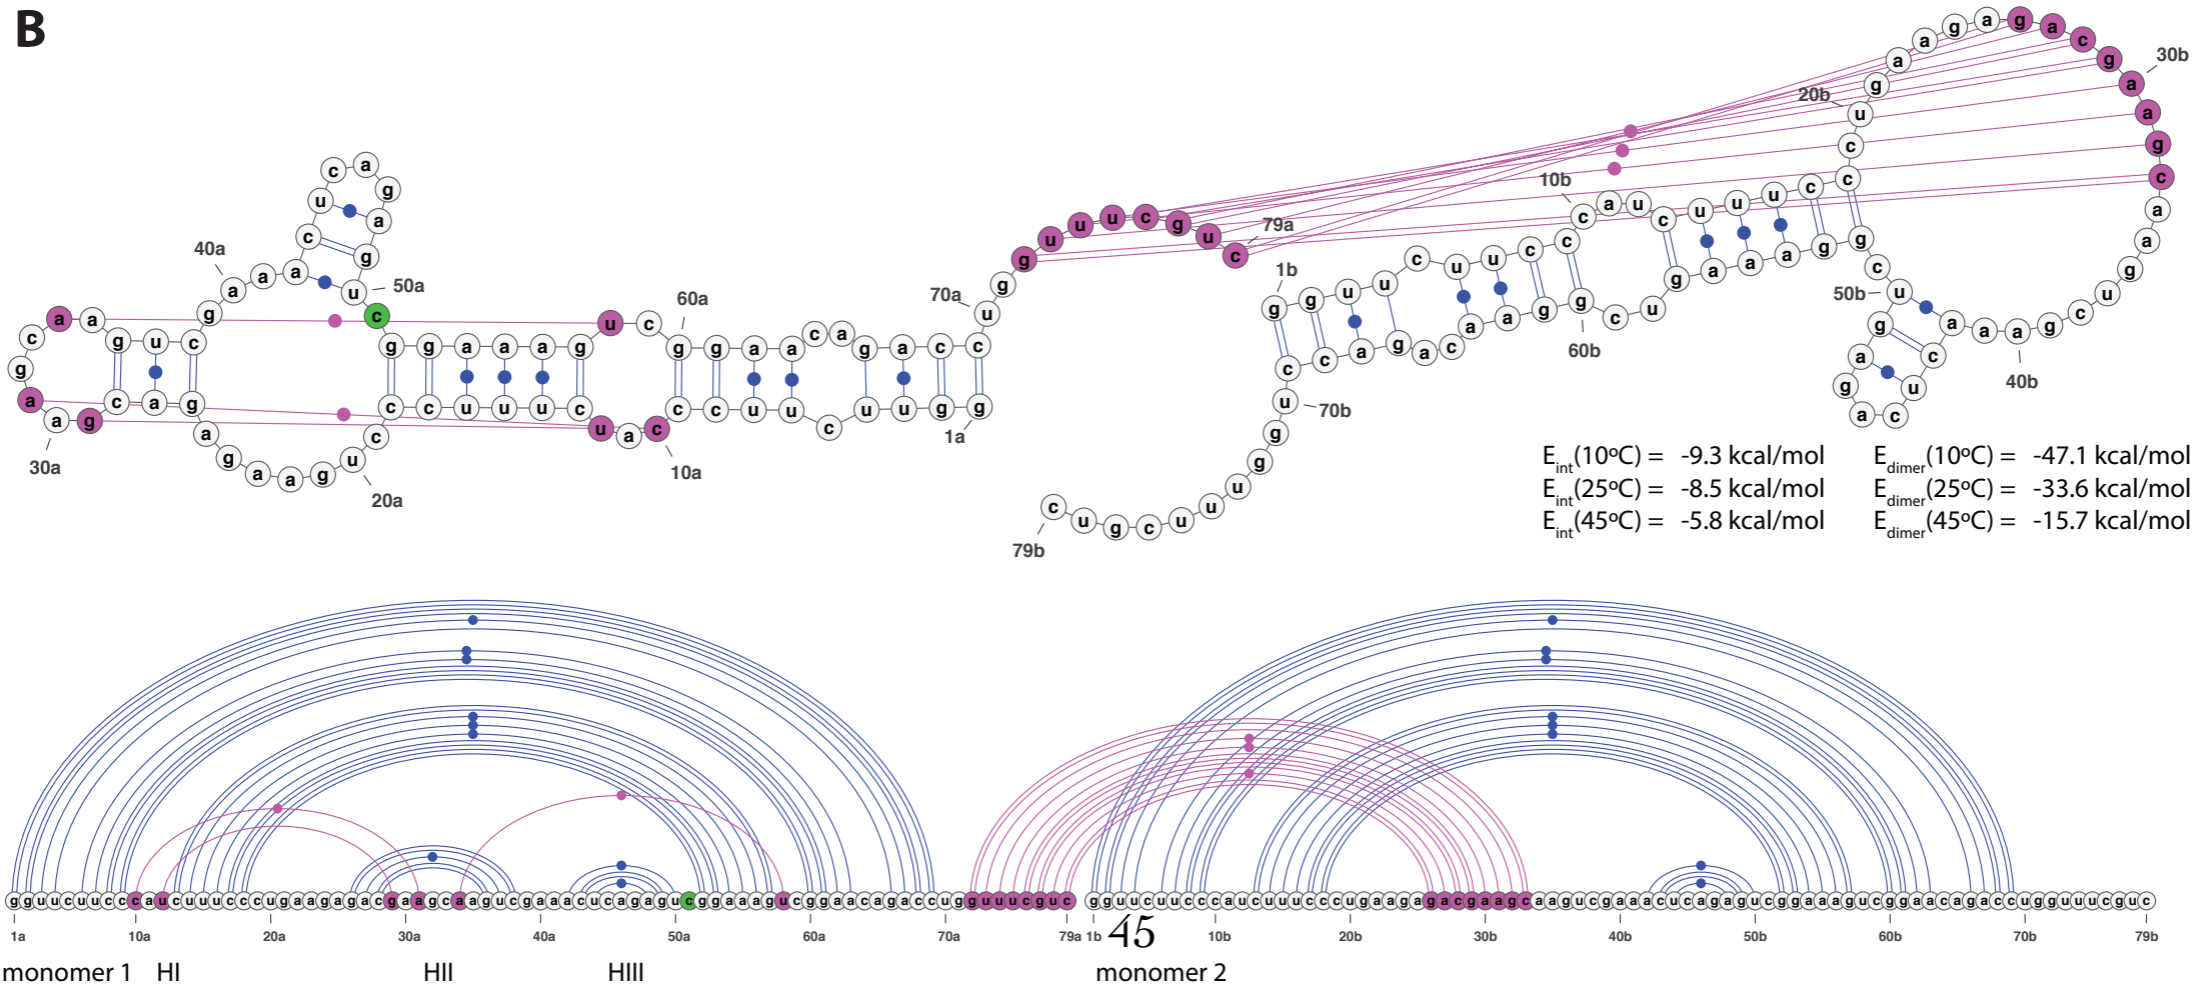 B
40a
50a
60a
70a
79a
30a
20a
10a
1a
1b
10b
20b
30b
40b
50b
60b
70b
79b
Eint(10ºC) = -9.3 kcal/mol Edimer(10ºC) = -47.1 kcal/mol
Eint(25ºC) = -8.5 kcal/mol Edimer(25ºC) = -33.6 kcal/mol
Eint(45ºC) = -5.8 kcal/mol Edimer(45ºC) = -15.7 kcal/mol
gguucuucccaucuuucccugaagagacgaagcaagucgaaacucagagucggaaagucggaacagaccugguuucguc gguucuucccaucuuucccugaagagacgaagcaagucgaaacucagagucggaaagucggaacagaccugguuucguc
1a 10a 20a 30a 40a 50a 60a 70a 79a 1b 10b 20b 30b 40b 50b 60b 70b 79b
45
monomer 1 HI HII HIII monomer 2